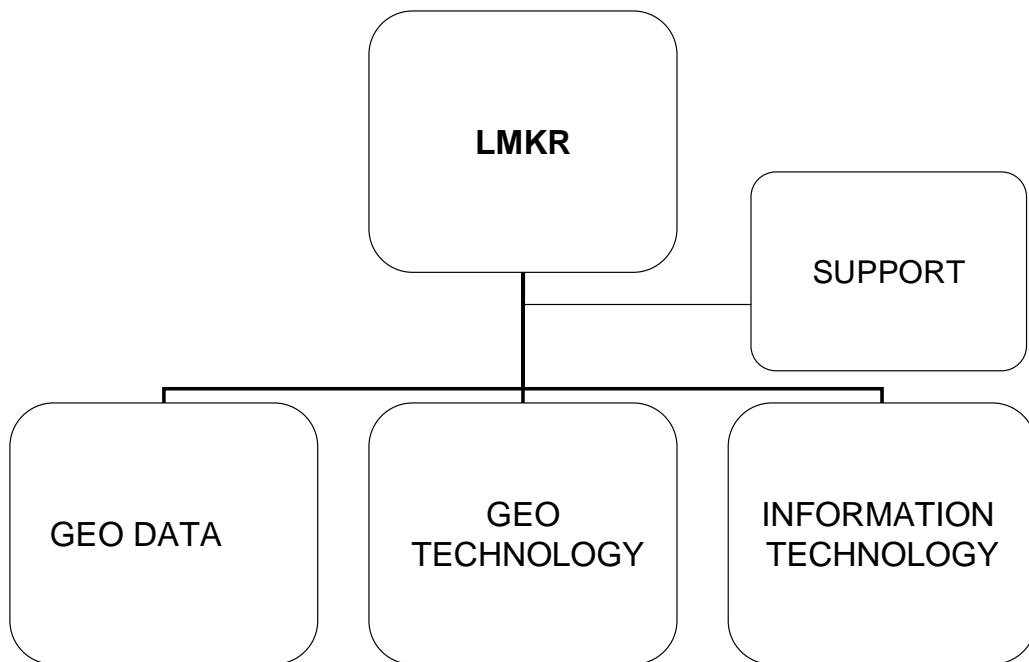 LMKR
SUPPORT
GEO DATA
GEO
TECHNOLOGY
INFORMATION
TECHNOLOGY